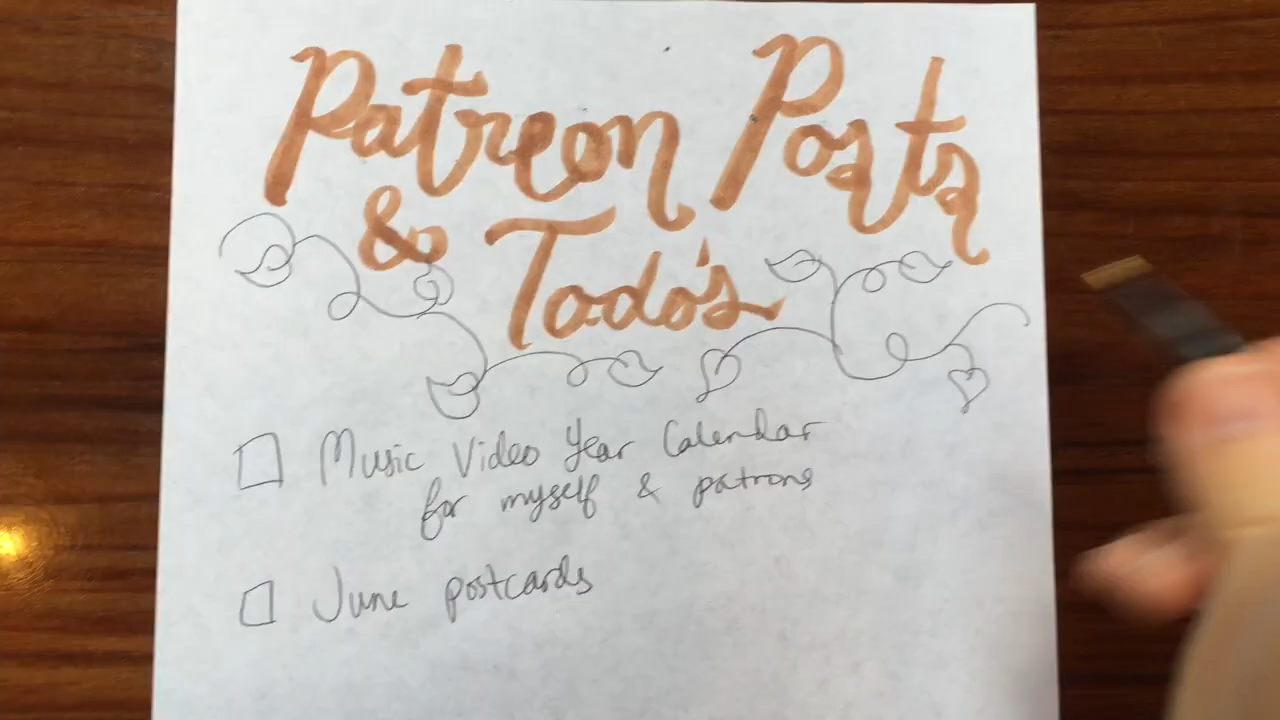 Patreon Posts
& Todo's
Music Video Year Calendar
for myself & patrons
June postcards